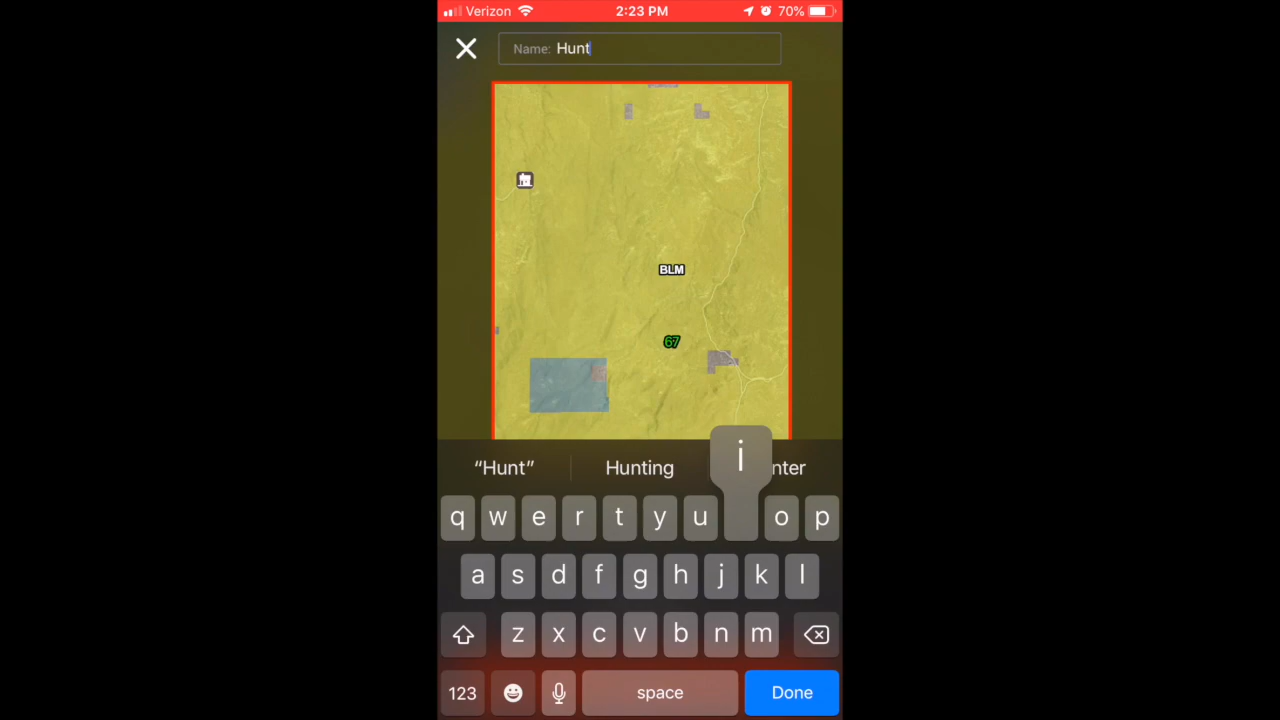 Verizon 2:23 PM 70%
Name: Hunt
BLM
67
“Hunt” Hunting nter
i
q w e r t y u o p
a s d f g h j k l
z x c v b n m
123 space Done